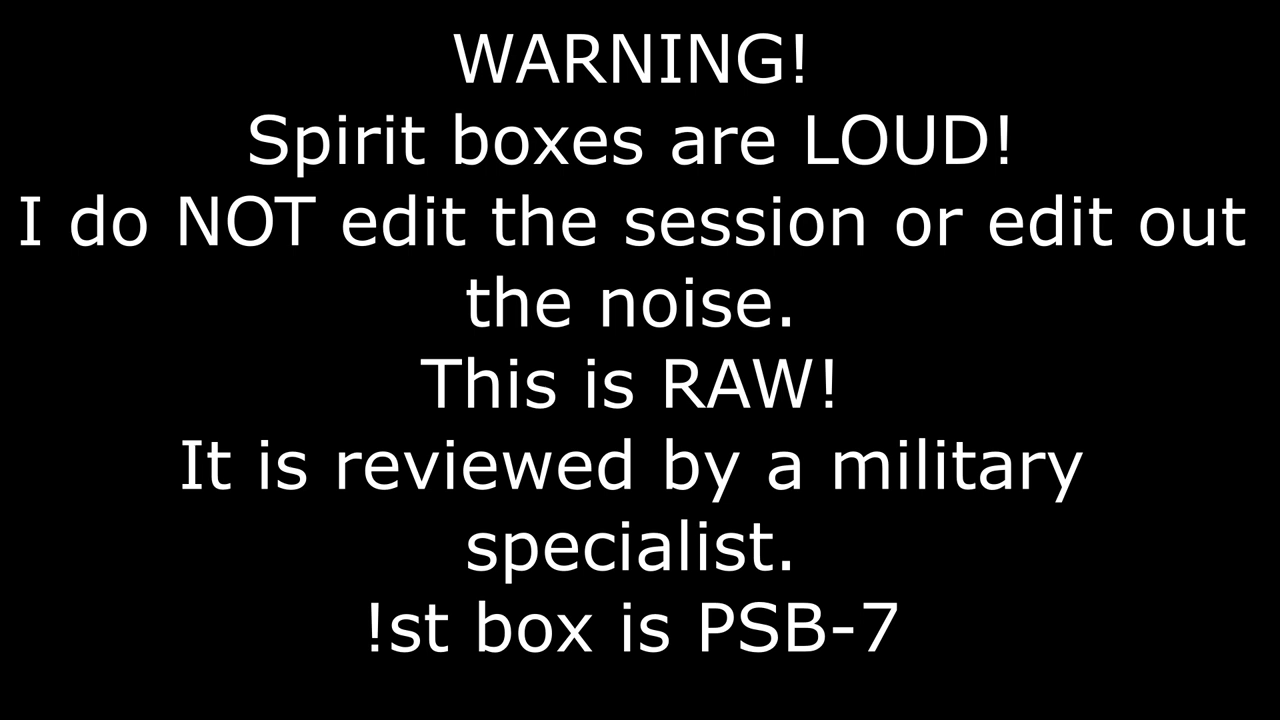 WARNING!
Spirit boxes are LOUD!
I do NOT edit the session or edit out
the noise.
This is RAW!
It is reviewed by a military
specialist.
!st box is PSB-7